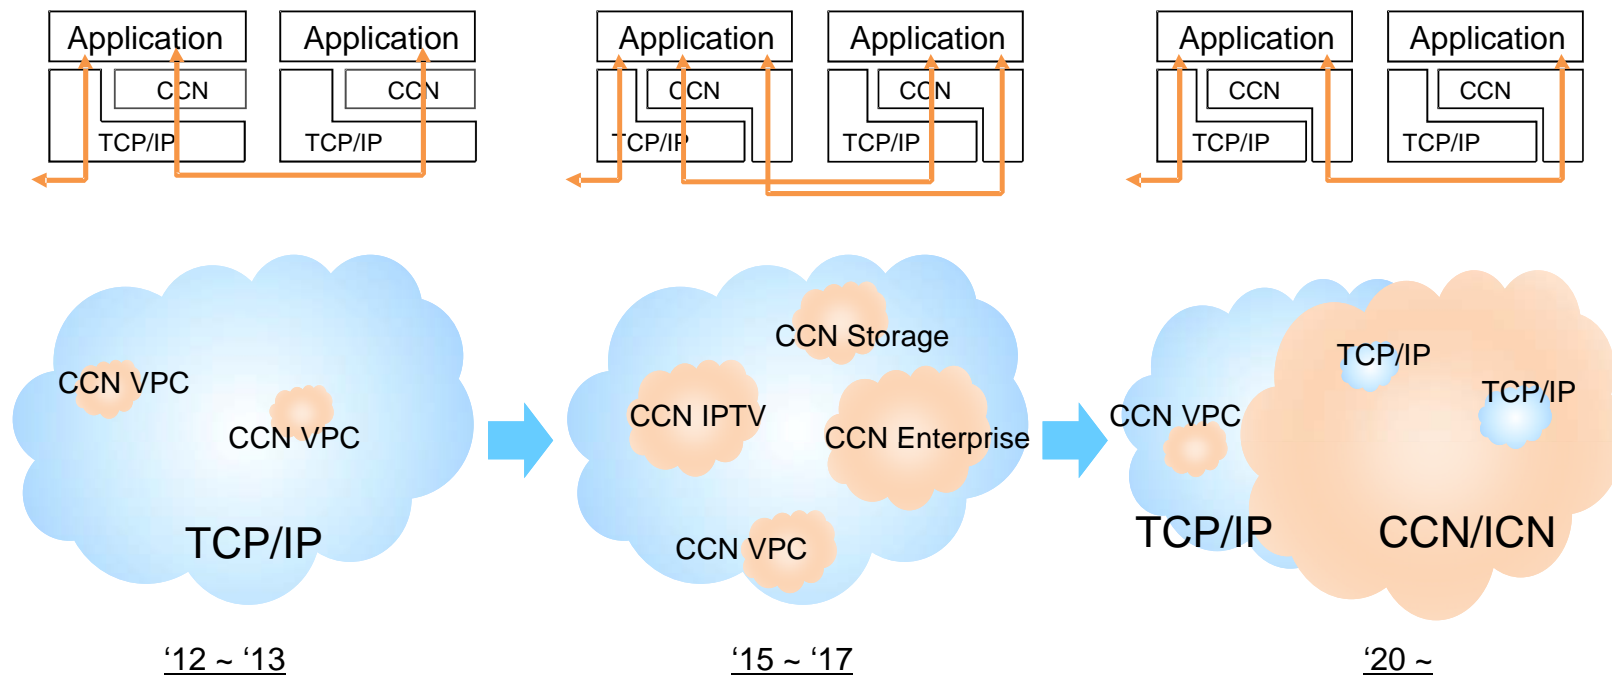 Application
Application
CCN
CCN
TCP/IP
TCP/IP
Application
Application
CCN
CCN
TCP/IP
TCP/IP
Application
Application
CCN
CCN
TCP/IP
TCP/IP
CCN VPC
CCN VPC
TCP/IP
CCN Storage
CCN IPTV
CCN Enterprise
CCN VPC
TCP/IP
TCP/IP
CCN VPC
TCP/IP
CCN/ICN
‘12 ~ ‘13
‘15 ~ ‘17
‘20 ~